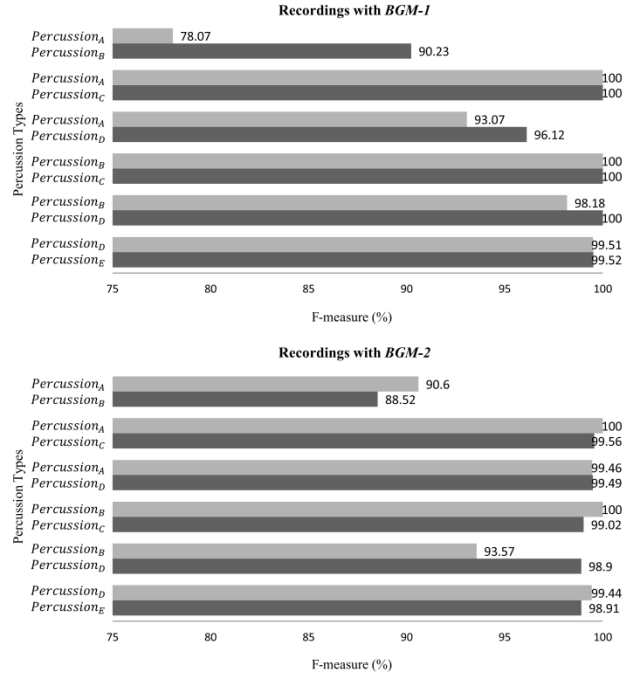 Recordings with BGM-1
Percussion Types
Percussion_A 78.07
Percussion_B 90.23
Percussion_A 100
Percussion_C 100
Percussion_A 93.07
Percussion_D 96.12
Percussion_B 100
Percussion_C 100
Percussion_B 98.18
Percussion_D 100
Percussion_D 99.51
Percussion_E 99.52
75 80 85 90 95 100
F-measure (%)
Recordings with BGM-2
Percussion Types
Percussion_A 90.6
Percussion_B 88.52
Percussion_A 100
Percussion_C 99.56
Percussion_A 99.46
Percussion_D 99.49
Percussion_B 100
Percussion_C 99.02
Percussion_B 93.57
Percussion_D 98.9
Percussion_D 99.44
Percussion_E 98.91
75 80 85 90 95 100
F-measure (%)